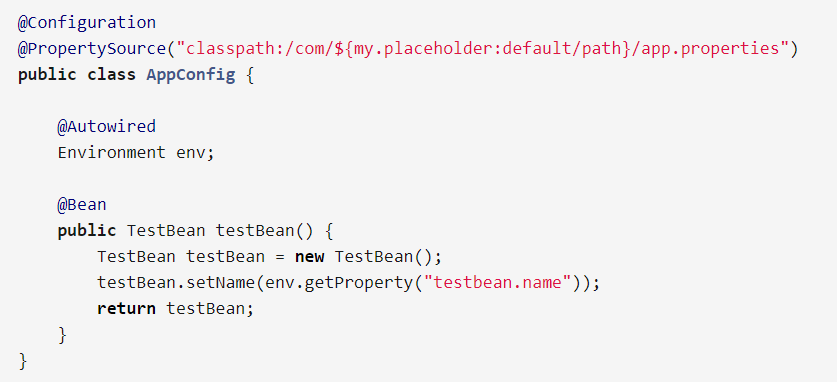 @Configuration
@PropertySource("classpath:/com/${my.placeholder:default/path}/app.properties")
public class AppConfig {
@Autowired
Environment env;
@Bean
public TestBean testBean() {
TestBean testBean = new TestBean();
testBean.setName(env.getProperty("testbean.name"));
return testBean;
}
}